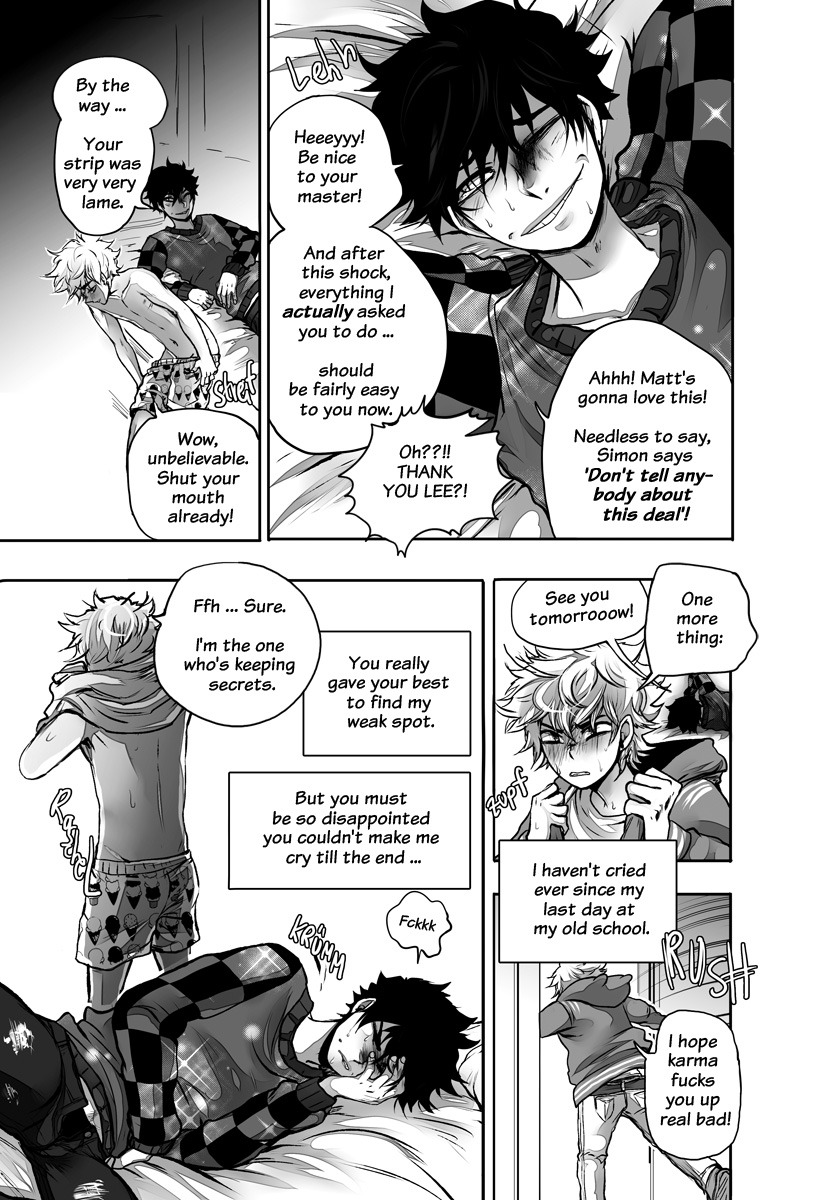 By the
way ...
Your
strip was
very very
lame.
Shef
Wow,
unbelievable.
Shut your
mouth
already!
Lehh
Heeeyyy!
Be nice
to your
master!
And after
this shock,
everything I
actually asked
you to do ...
should
be fairly easy
to you now.
Oh??!!
THANK
YOU LEE?!
Ahhh! Matt's
gonna love this!
Needless to say,
Simon says
'Don't tell any-
body about
this deal'!
Ffh ... Sure.
I'm the one
who's keeping
secrets.
You really
gave your best
to find my
weak spot.
But you must
be so disappointed
you couldn't make me
cry till the end ...
Fckkk
KRÜMM
See you
tomorrooow!
One
more
thing:
zupf
I haven't cried
ever since my
last day at
my old school.
RUSH
I hope
karma
fucks
you up
real bad!